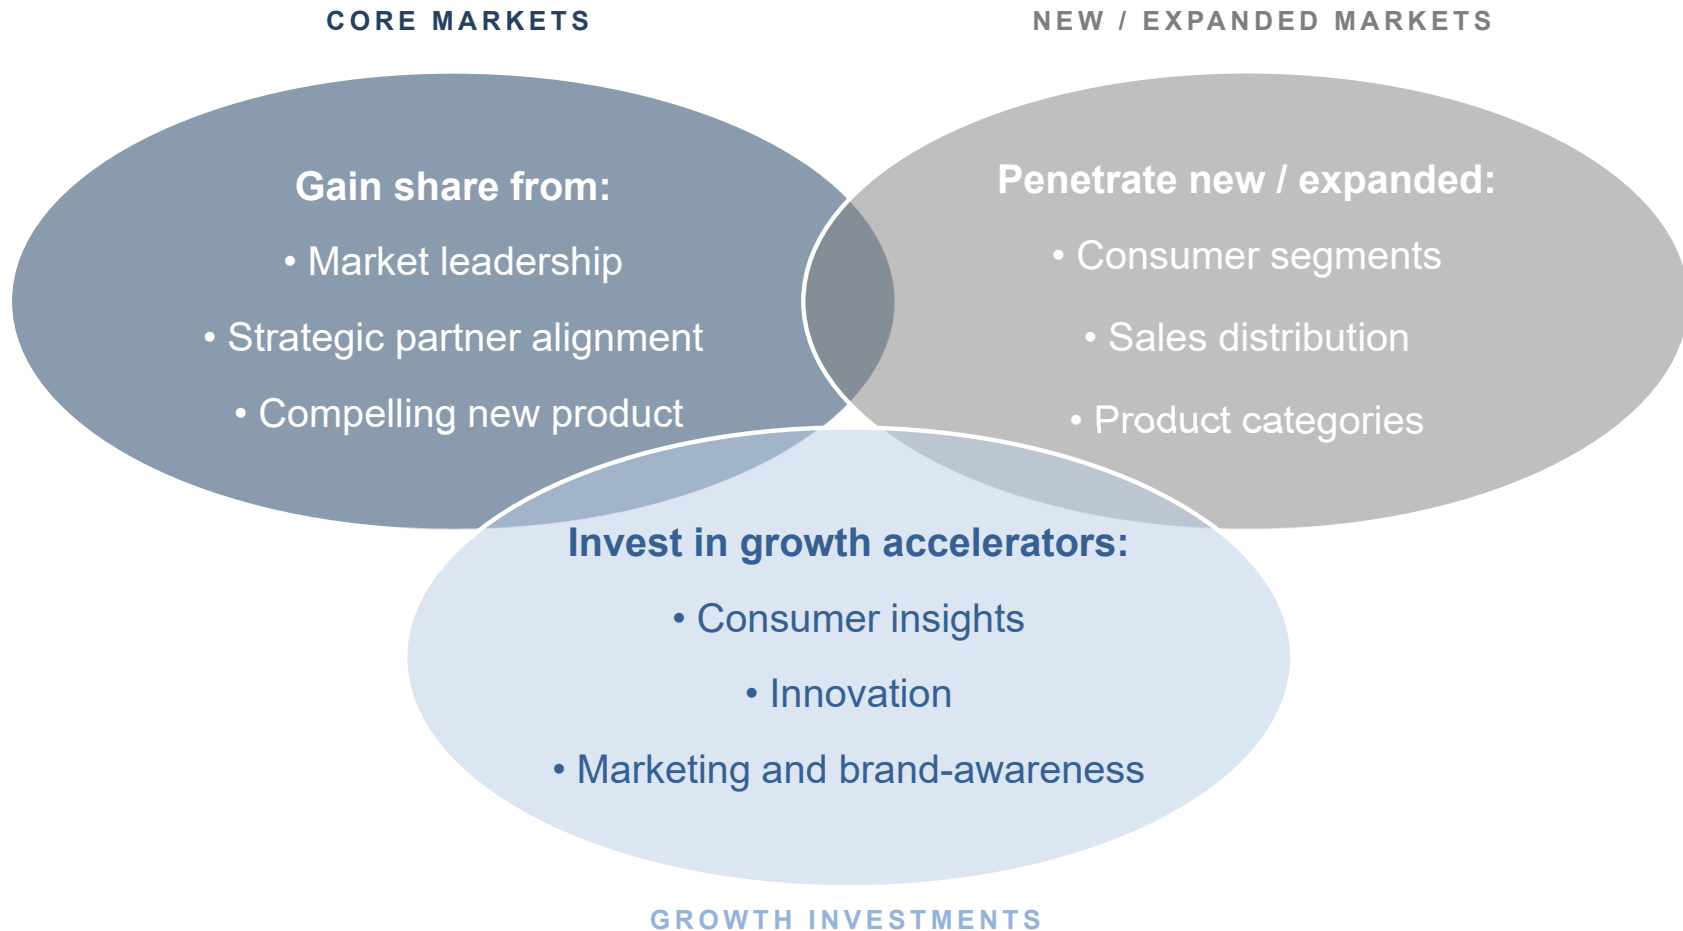 CORE MARKETS
NEW / EXPANDED MARKETS
Gain share from:
• Market leadership
• Strategic partner alignment
• Compelling new product
Penetrate new / expanded:
• Consumer segments
• Sales distribution
• Product categories
Invest in growth accelerators:
• Consumer insights
• Innovation
• Marketing and brand-awareness
GROWTH INVESTMENTS